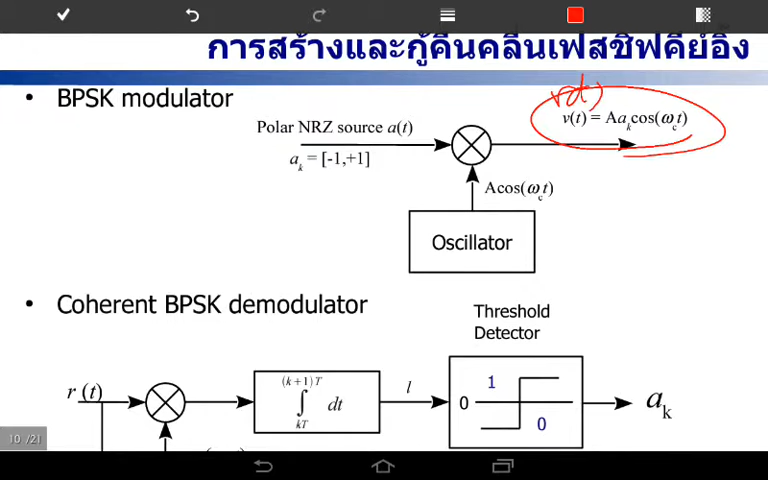 การสร้างและกู้คืนคลื่นเฟสชิฟคีย์อิ้ง
• BPSK modulator
Polar NRZ source a(t)
a_k = [-1,+1]
v(t) = Aa_k cos(ω_c t)
Acos(ω_c t)
Oscillator
• Coherent BPSK demodulator
Threshold
Detector
r (t)
(k+1)T
∫ dt
kT
l
1
0
0
a_k
10 /21